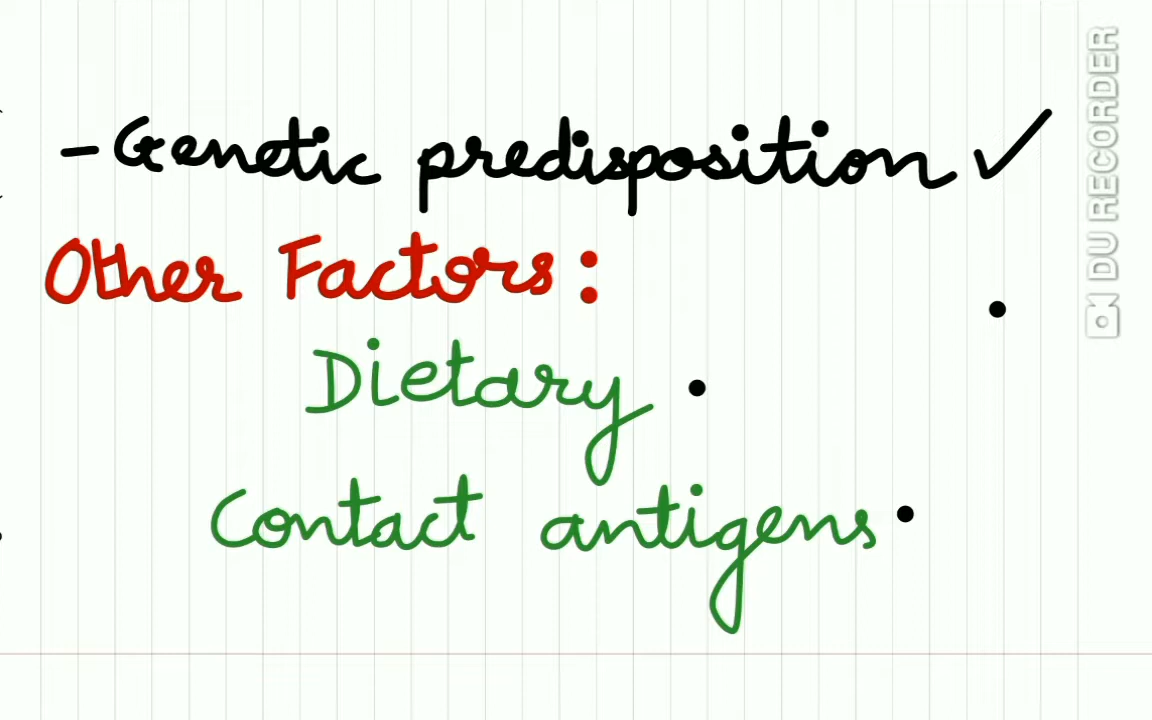 - Genetic predisposition ✓
Other Factors :
Dietary
Contact antigens
DU RECORDER